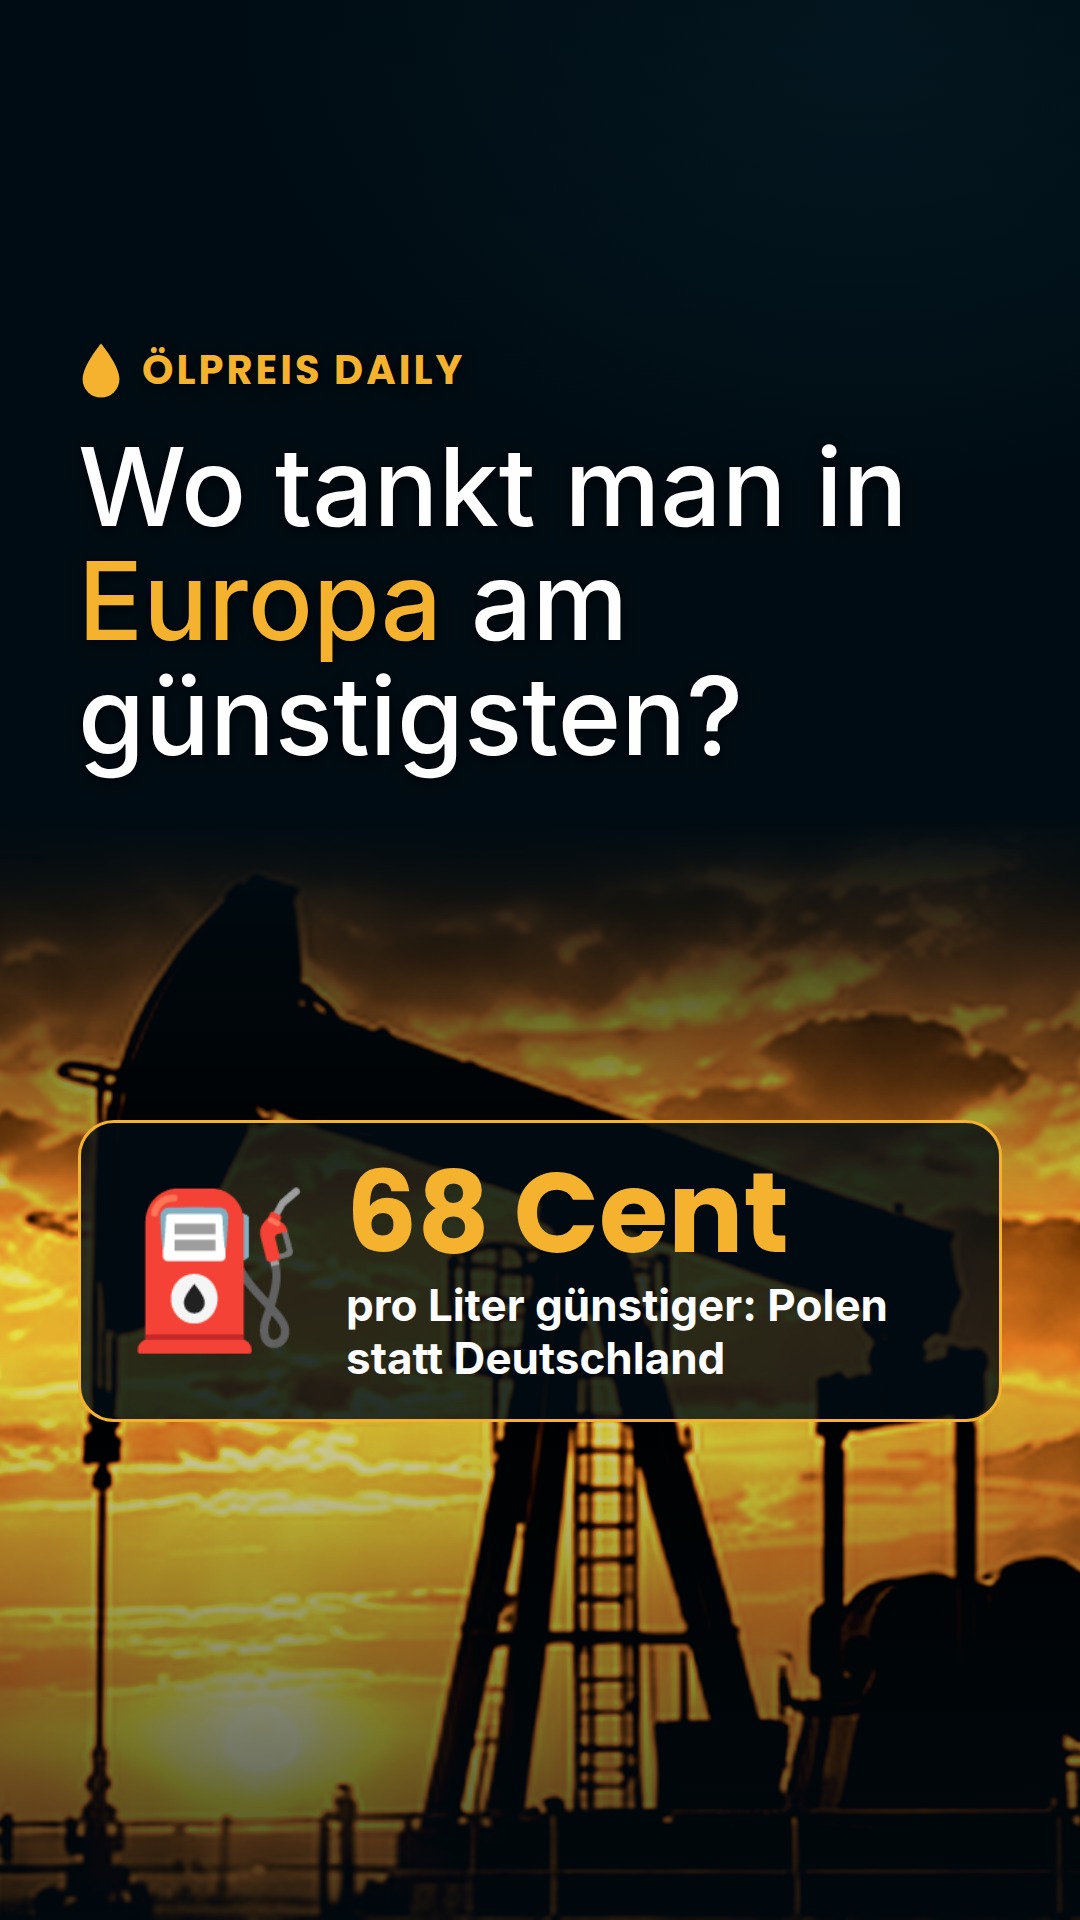 ÖLPREIS DAILY
Wo tankt man in
Europa am
günstigsten?
68 Cent
pro Liter günstiger: Polen
statt Deutschland